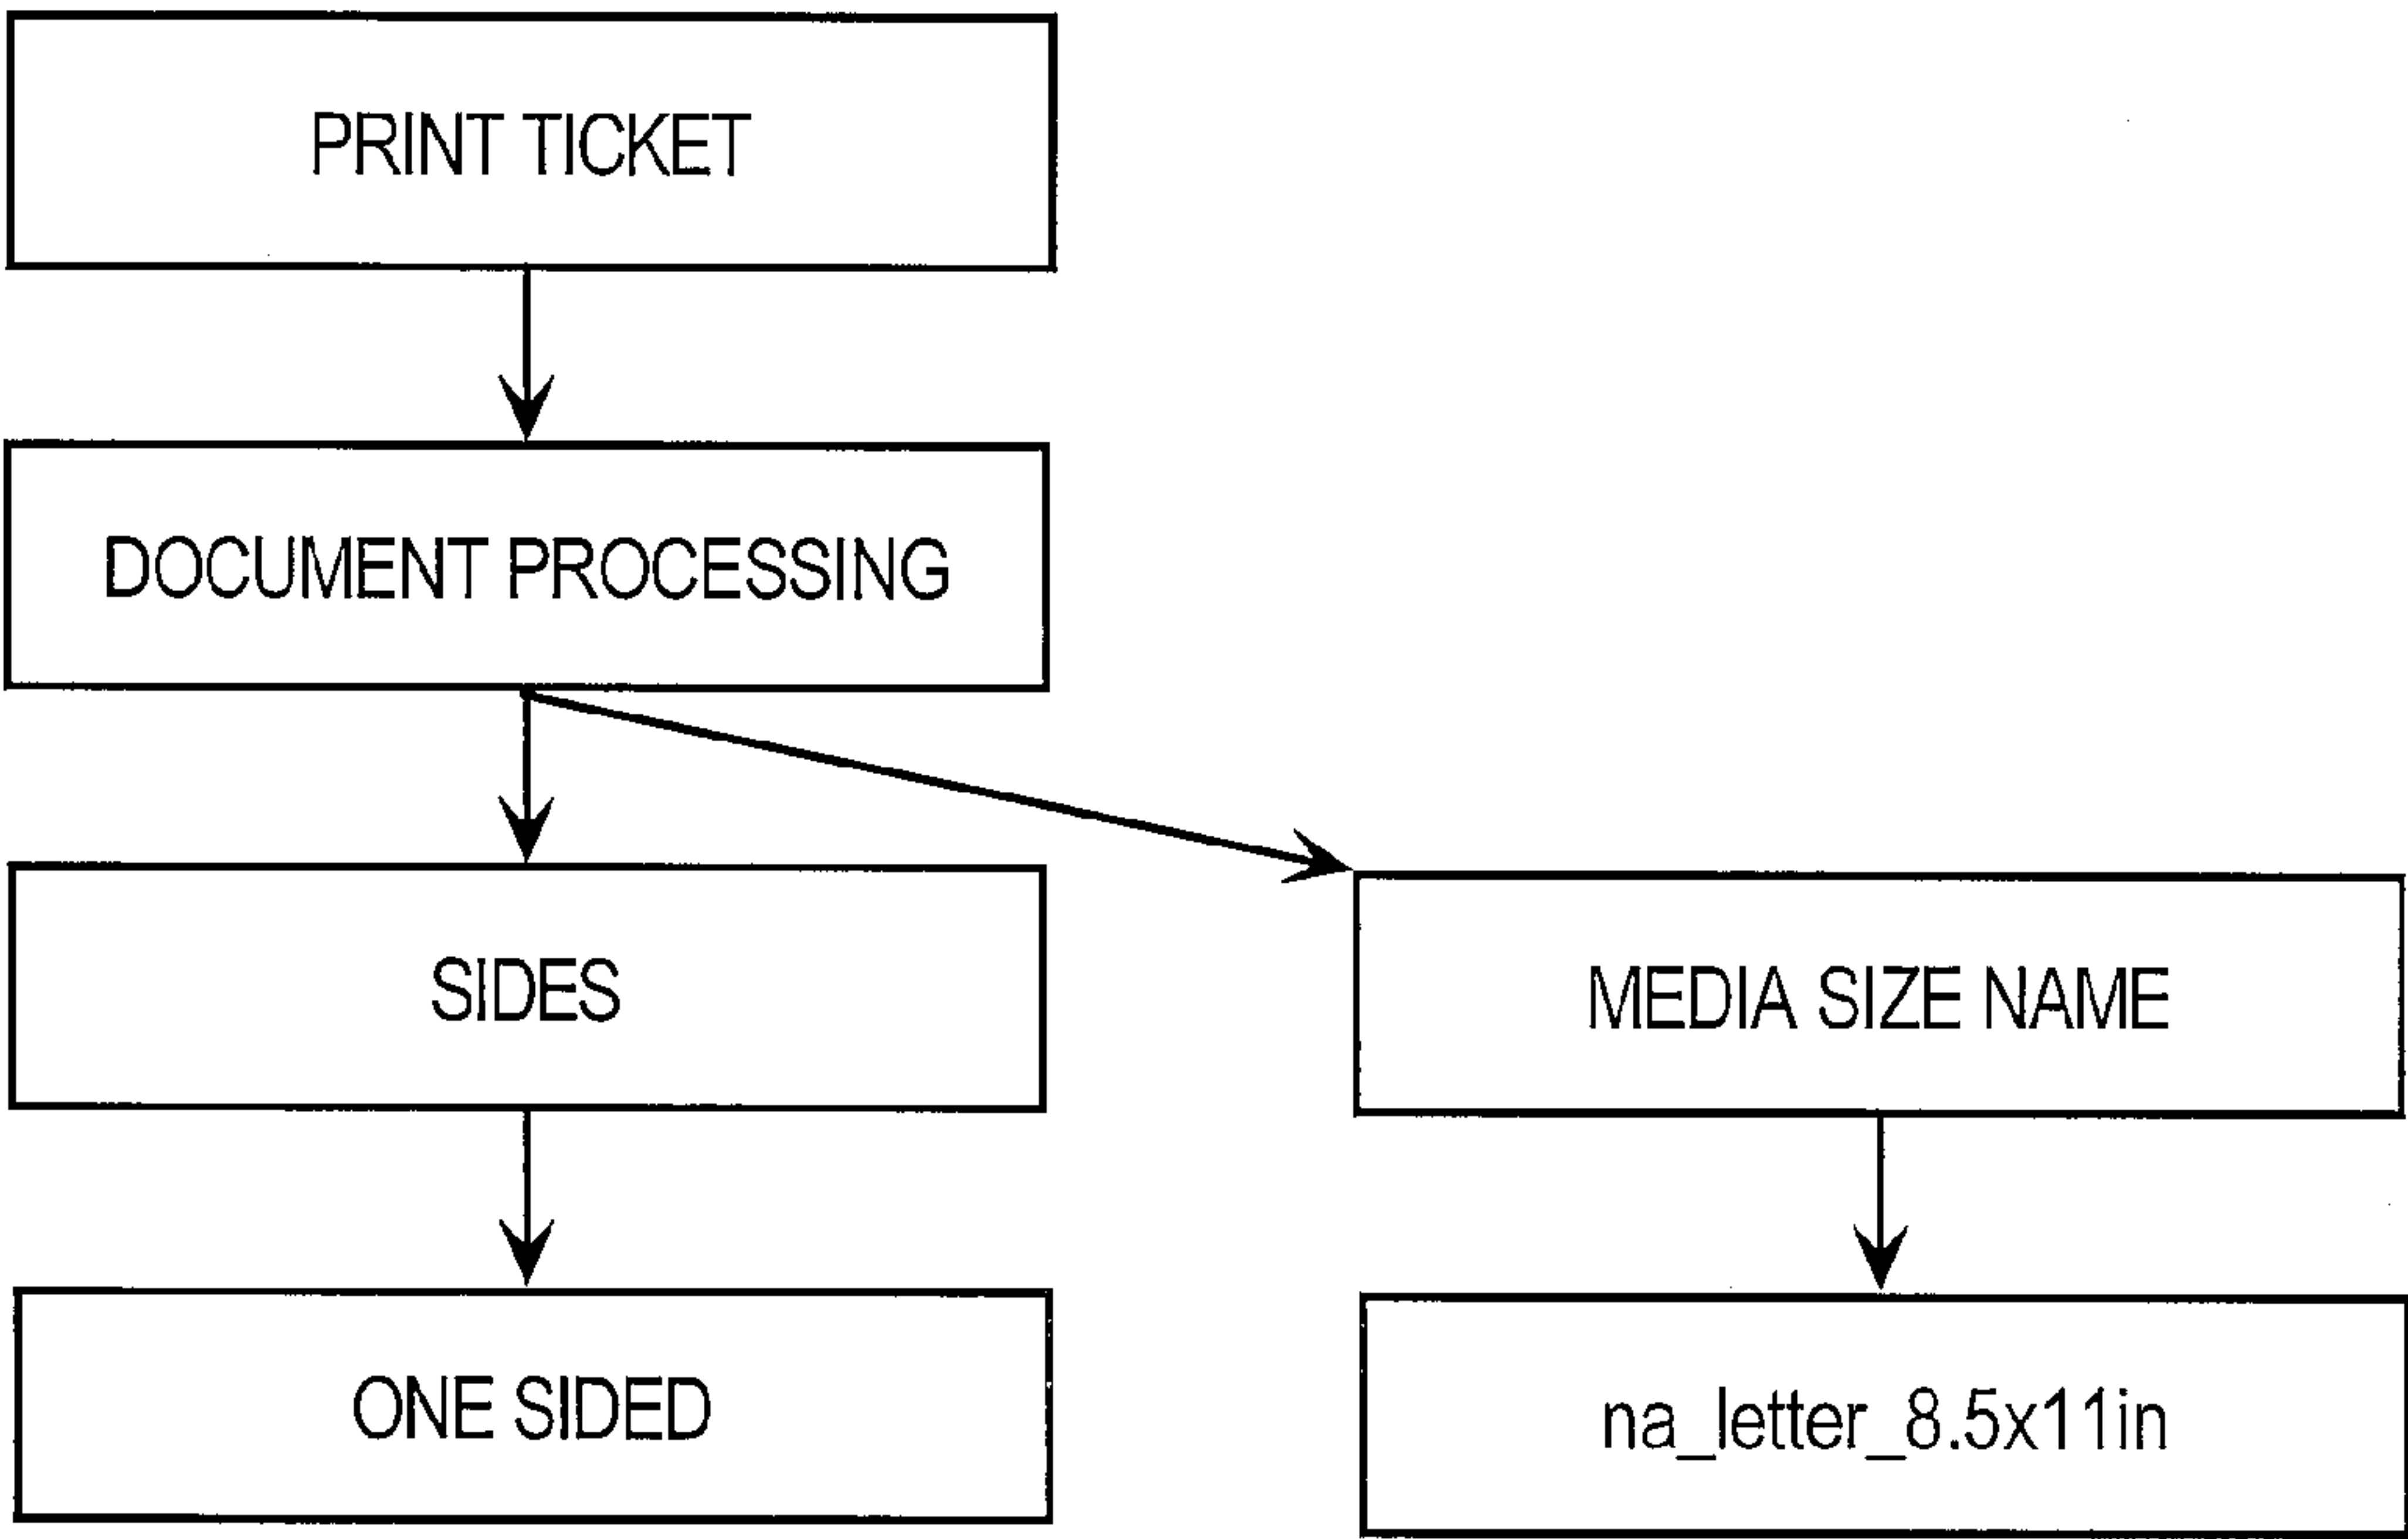 PRINT TICKET
DOCUMENT PROCESSING
SIDES
MEDIA SIZE NAME
ONE SIDED
na_letter_8.5x11in